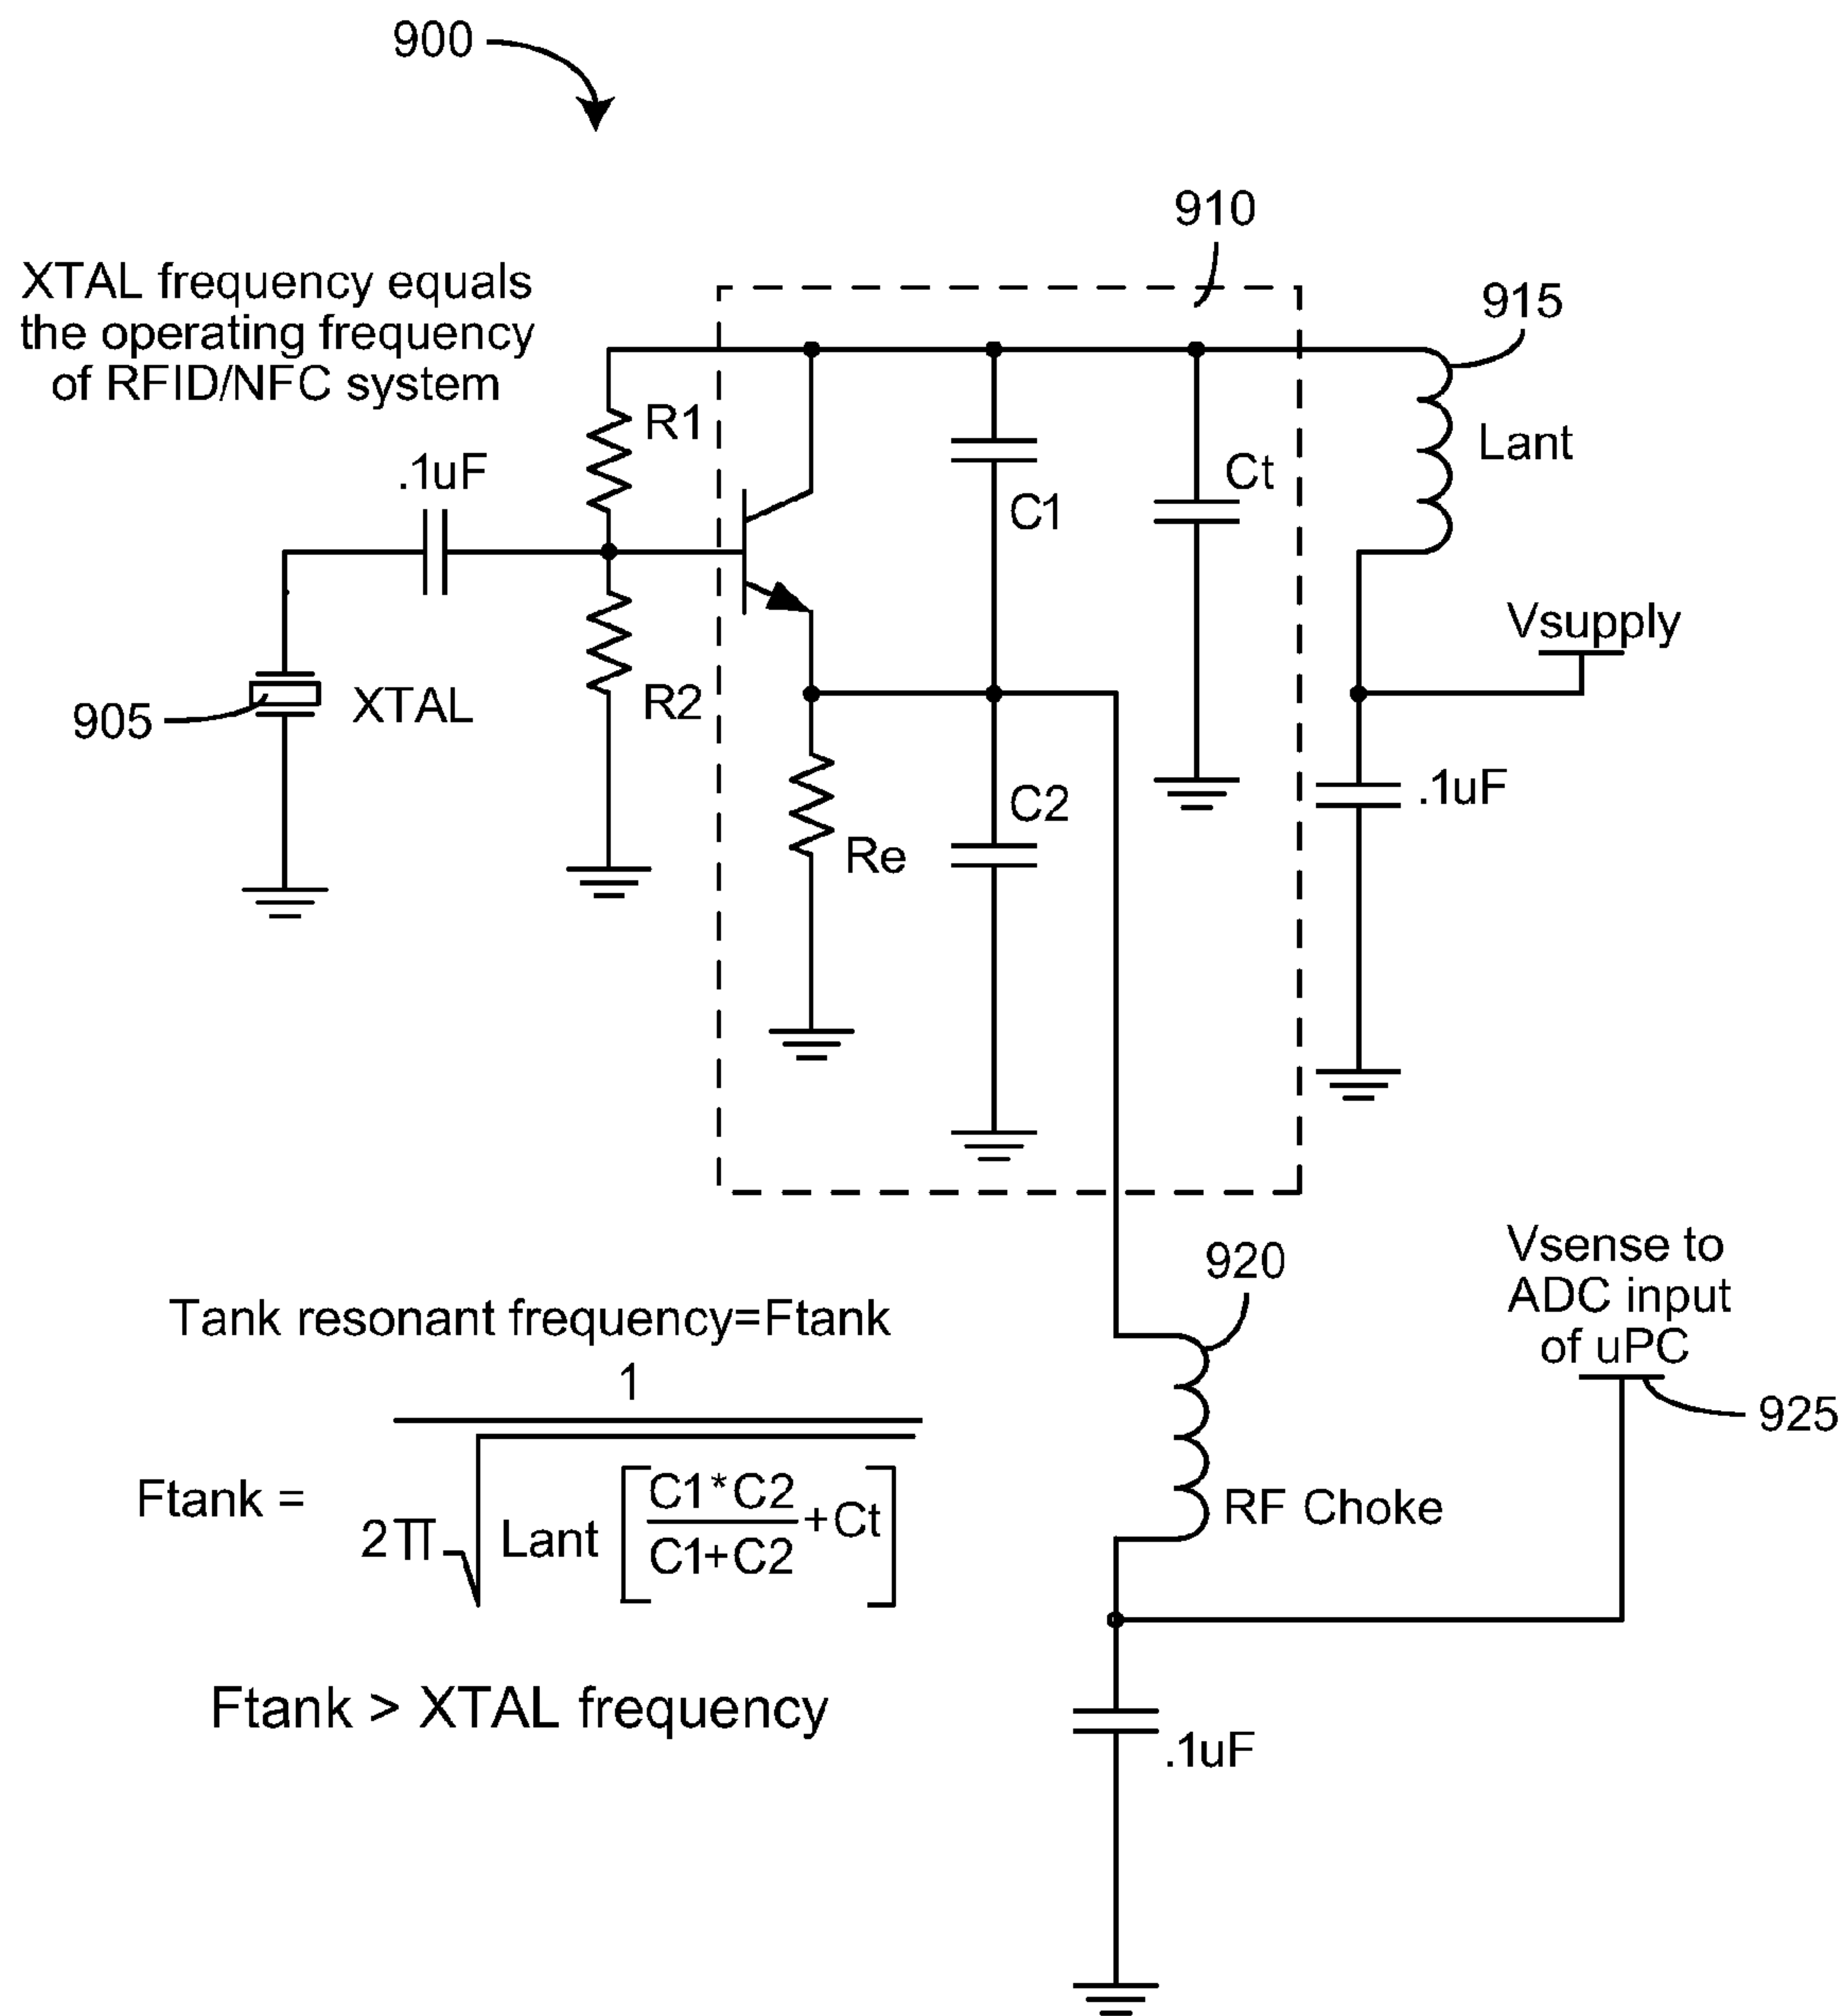 900
910
915
XTAL frequency equals
the operating frequency
of RFID/NFC system
R1
.1uF
Ct
Lant
C1
Vsupply
R2
XTAL
905
.1uF
C2
Re
Vsense to
ADC input
of uPC
920
925
Tank resonant frequency=Ftank
1
Ftank =
2π√Lant [C1*C2/C1+C2 +Ct]
RF Choke
Ftank > XTAL frequency
.1uF